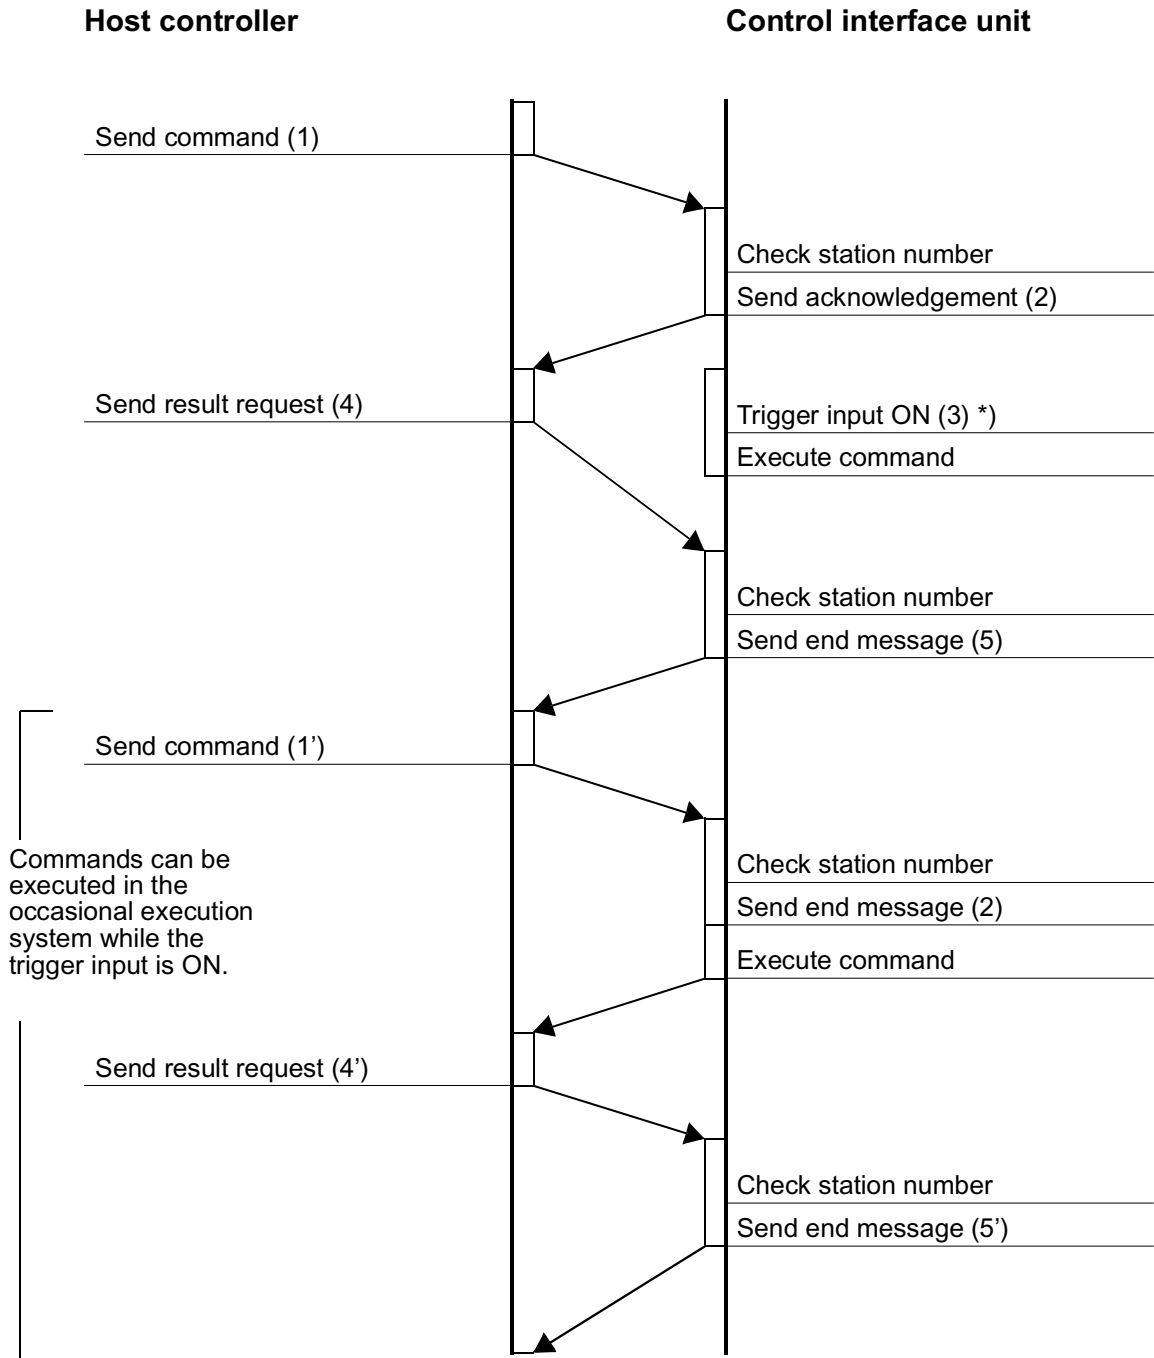 Host controller
Control interface unit
Send command (1)
Check station number
Send acknowledgement (2)
Send result request (4)
Trigger input ON (3) *)
Execute command
Check station number
Send end message (5)
Send command (1’)
Commands can be
executed in the
occasional execution
system while the
trigger input is ON.
Check station number
Send end message (2)
Execute command
Send result request (4’)
Check station number
Send end message (5’)